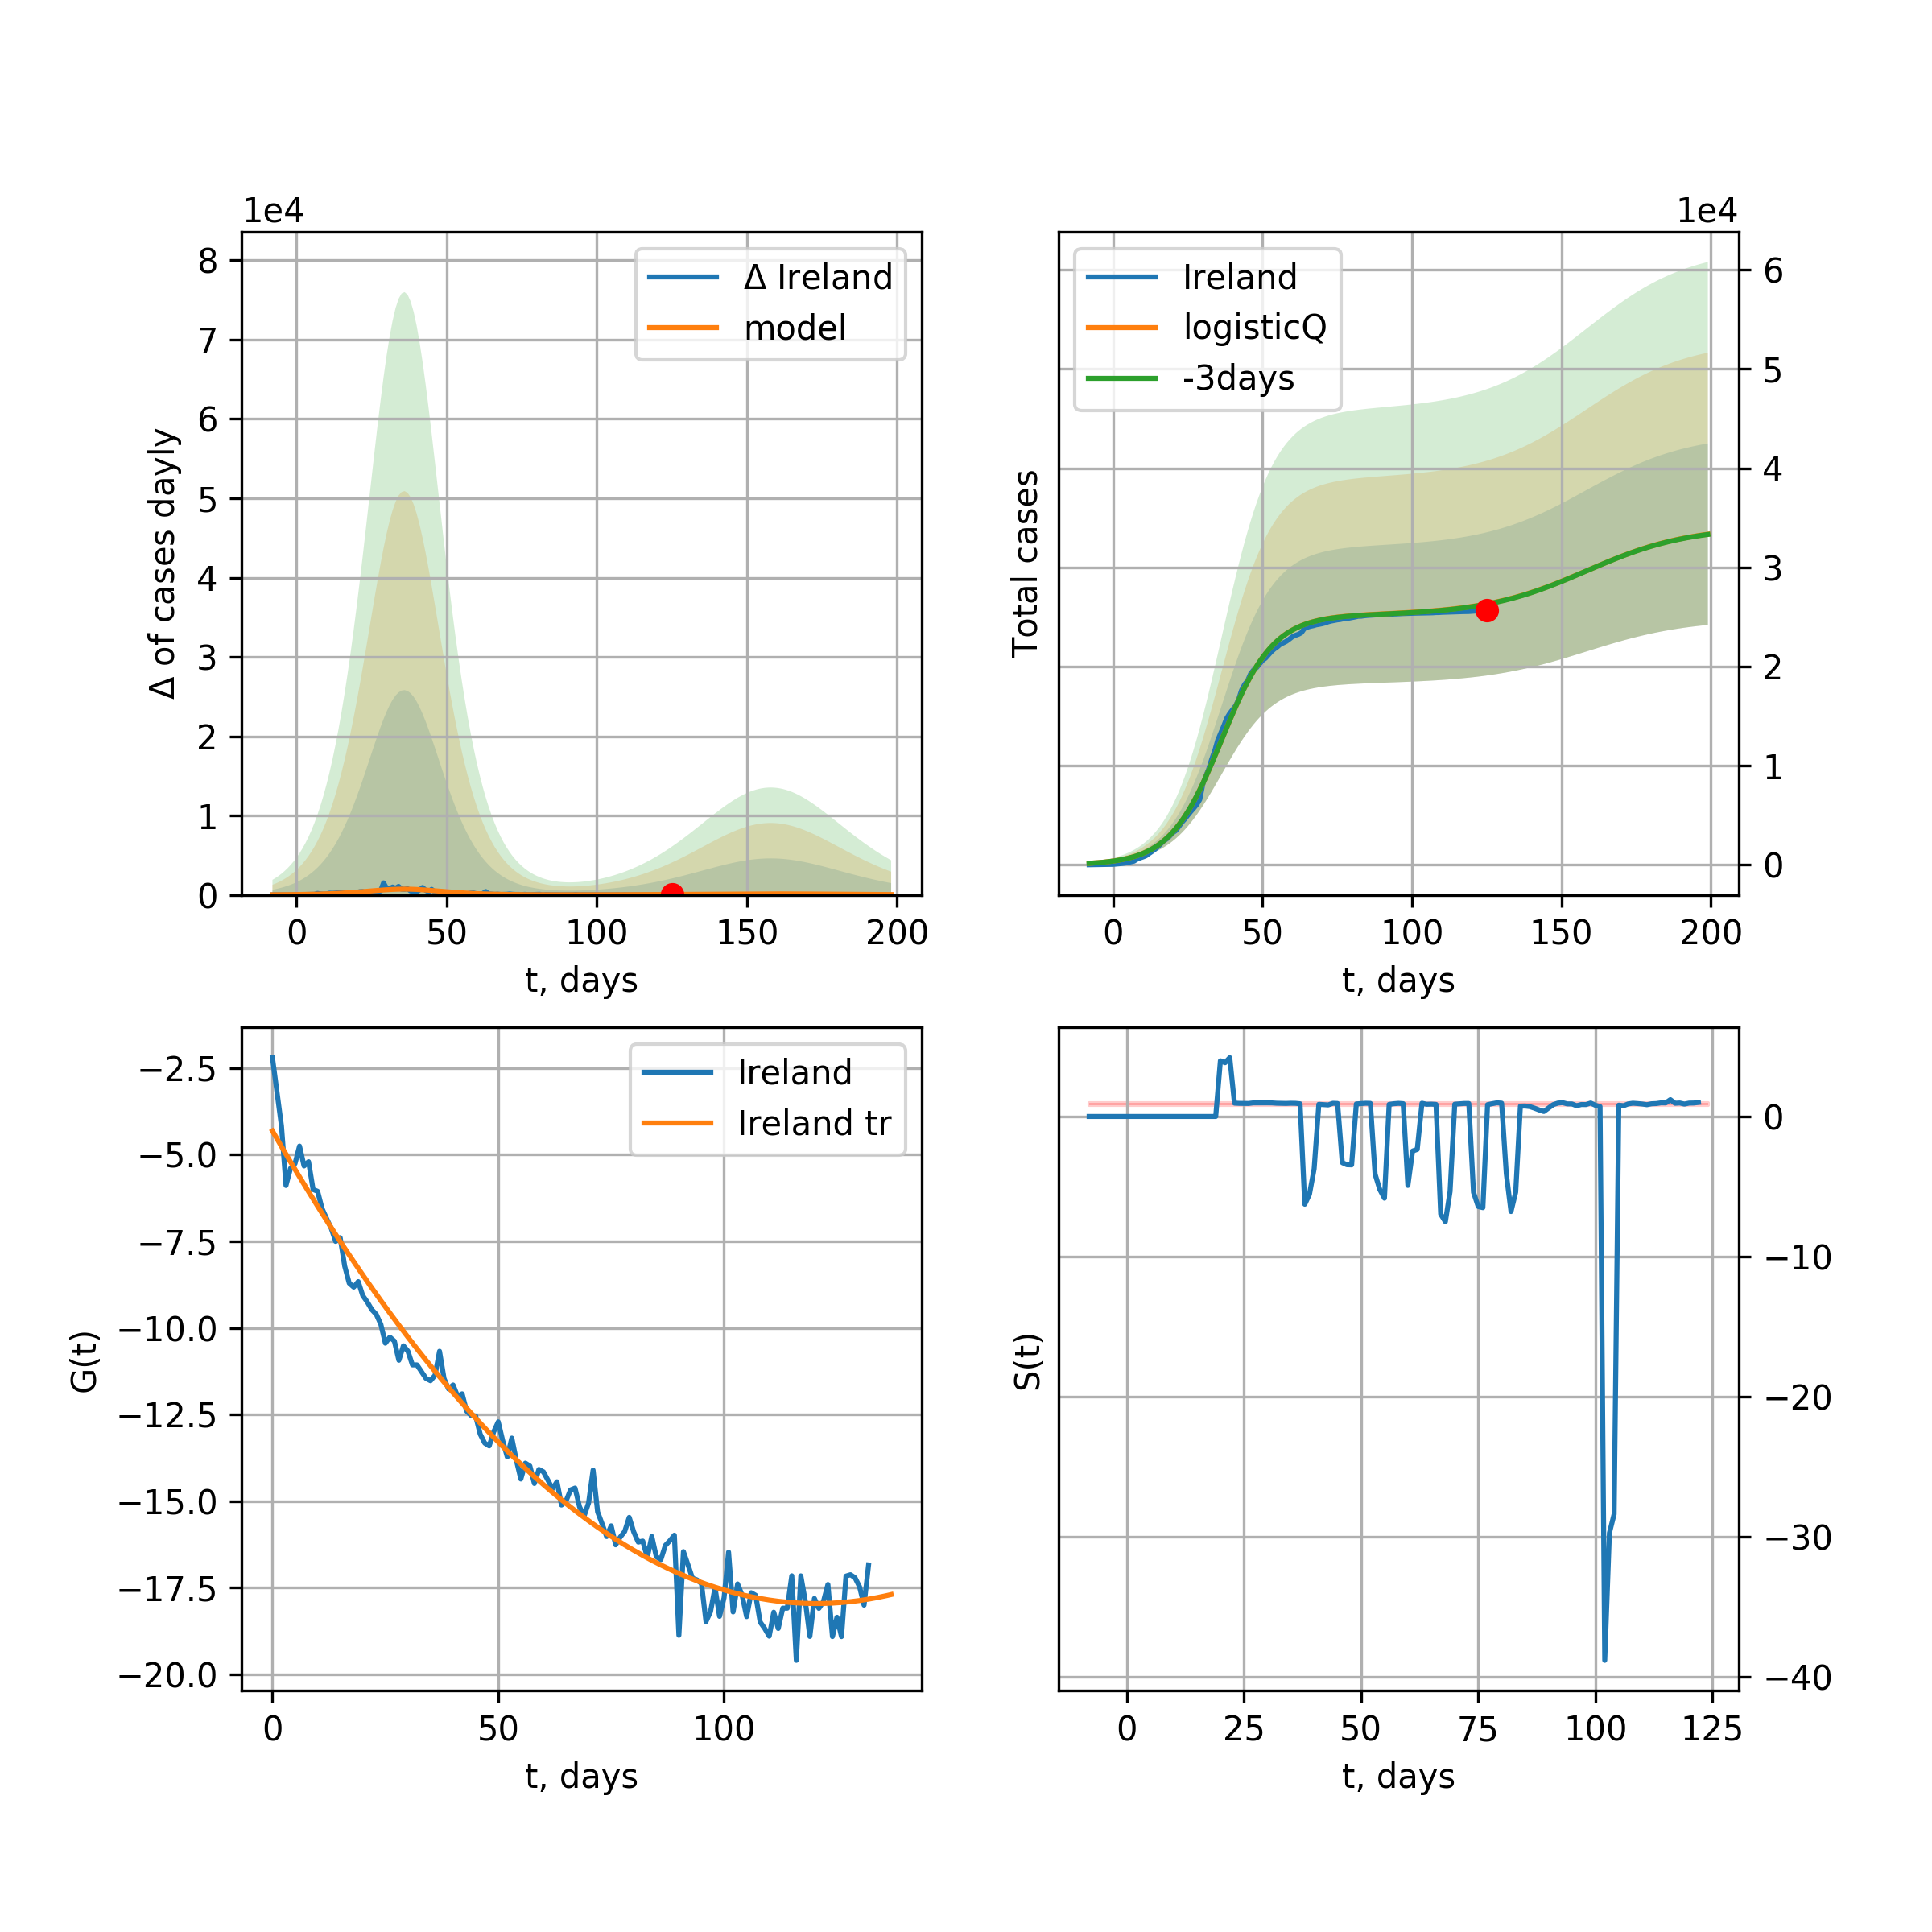 1e4
8
7
6
5
4
3
2
1
0
Δ of cases dayly
Δ Ireland
model
0 50 100 150 200
t, days
1e4
Ireland
logisticQ
-3days
Total cases
6
5
4
3
2
1
0
0 50 100 150 200
t, days
−2.5
−5.0
−7.5
−10.0
−12.5
−15.0
−17.5
−20.0
G(t)
Ireland
Ireland tr
0 50 100
t, days
S(t)
0
−10
−20
−30
−40
0 25 50 75 100 125
t, days